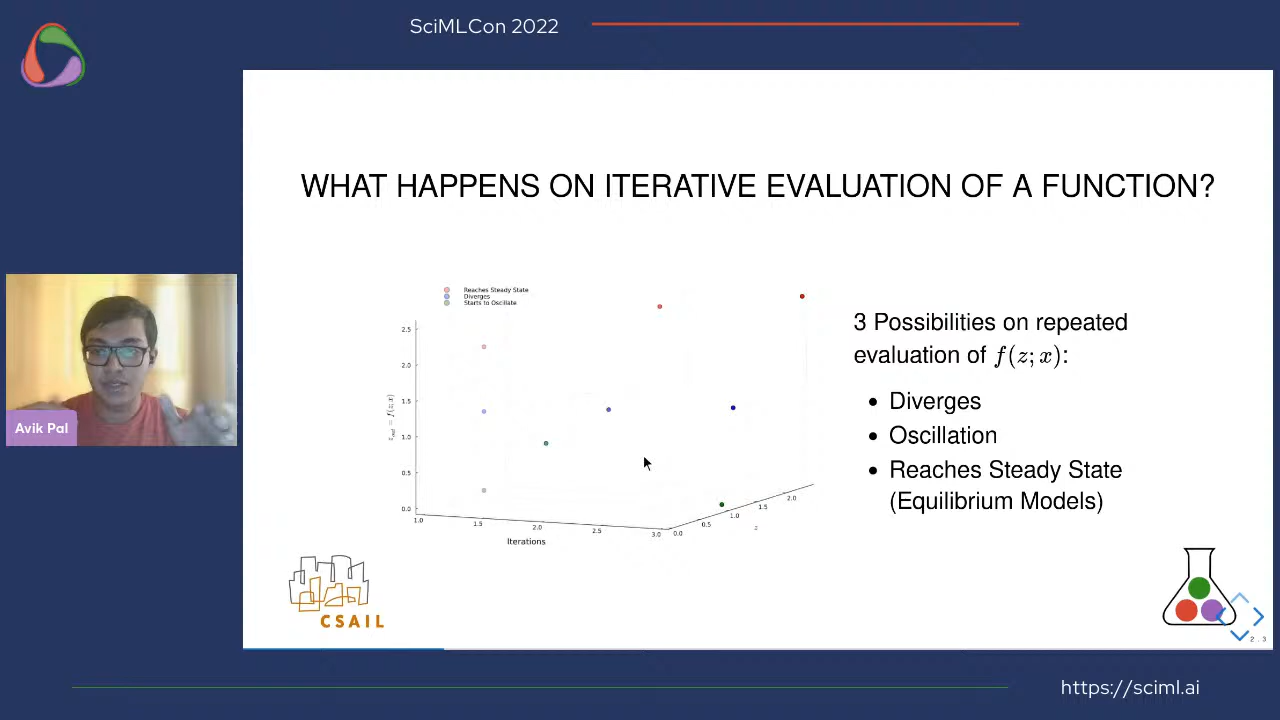 SciMLCon 2022
WHAT HAPPENS ON ITERATIVE EVALUATION OF A FUNCTION?
Reaches Steady State
Diverges
Starts to Oscillate
2.5
2.0
1.5
1.0
0.5
0.0
1.0
1.5
2.0
2.5
3.0
0.0
0.5
1.0
1.5
2.0
z
Iterations
3 Possibilities on repeated
evaluation of f(z; x):
Diverges
Oscillation
Reaches Steady State
(Equilibrium Models)
Avik Pal
CSAIL
2.3
https://sciml.ai